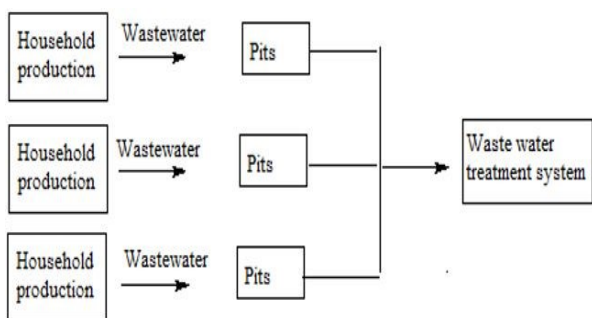 Household
production
Wastewater
Pits
Household
production
Wastewater
Pits
Waste water
treatment system
Household
production
Wastewater
Pits